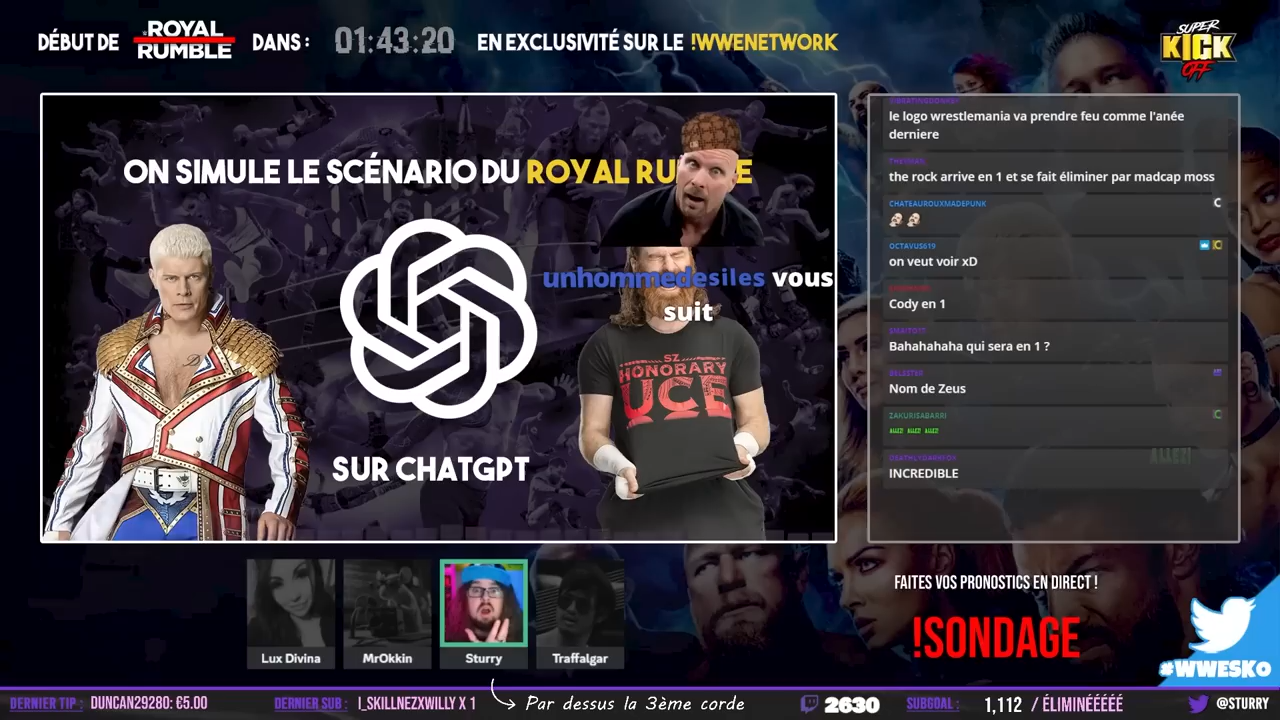 DÉBUT DE
ROYAL
RUMBLE
DANS :
01:43:20
EN EXCLUSIVITÉ SUR LE !WWENETWORK
SUPER
KICK
OFF
ON SIMULE LE SCÉNARIO DU ROYAL RU E
unhommedesiles vous
suit
SZ
HONORARY
UCE
SUR CHATGPT
le logo wrestlemania va prendre feu comme l'anée
derniere
the rock arrive en 1 et se fait éliminer par madcap moss
CHATEAUROUXMADEPUNK
OCTAVUS619
on veut voir xD
Cody en 1
Bahahahaha qui sera en 1 ?
Nom de Zeus
ZAKURISABARRI
ALLEZ! ALLEZ! ALLEZ!
INCREDIBLE
ALLEZ!
Lux Divina
MrOkkin
Sturry
Traffalgar
FAITES VOS PRONOSTICS EN DIRECT !
!SONDAGE
#WWESKO
DERNIER TIP : DUNCAN29280: €5.00
DERNIER SUB : I_SKILLNEZXWILLY X 1
Par dessus la 3ème corde
2630
SUBGOAL : 1,112 / ÉLIMINÉÉÉÉÉ
@STURRY